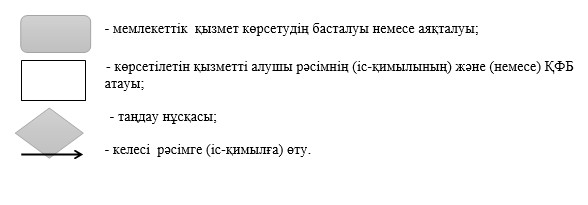 - мемлекеттік қызмет көрсетудің басталуы немесе аяқталуы;
- көрсетілетін қызметті алушы рәсімнің (іс-қимылының) және (немесе) ҚФБ
атауы;
- таңдау нұсқасы;
- келесі рәсімге (іс-қимылға) өту.